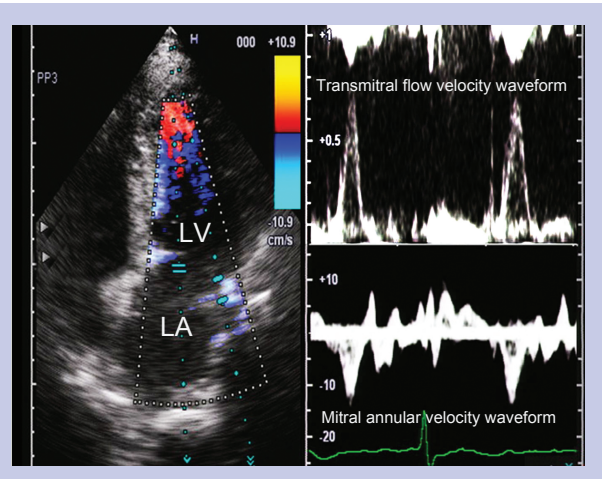 H
000
+10.9
PP3
-10.9
cm/s
LV
LA
+1
Transmitral flow velocity waveform
+0.5
+10
-10
Mitral annular velocity waveform
-20